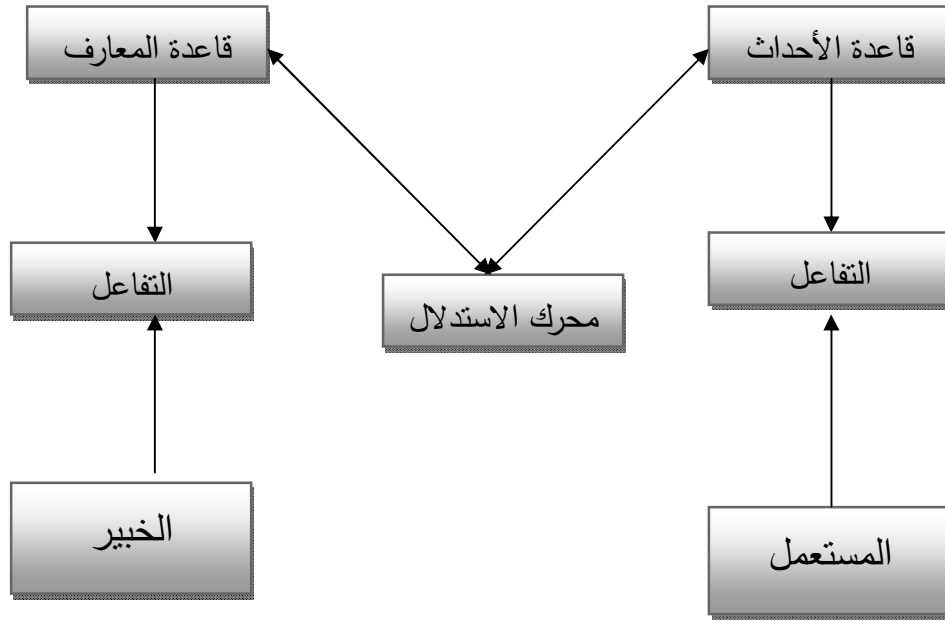 قاعدة الأحداث
قاعدة المعارف
التفاعل
التفاعل
محرك الاستدلال
المستعمل
الخبير